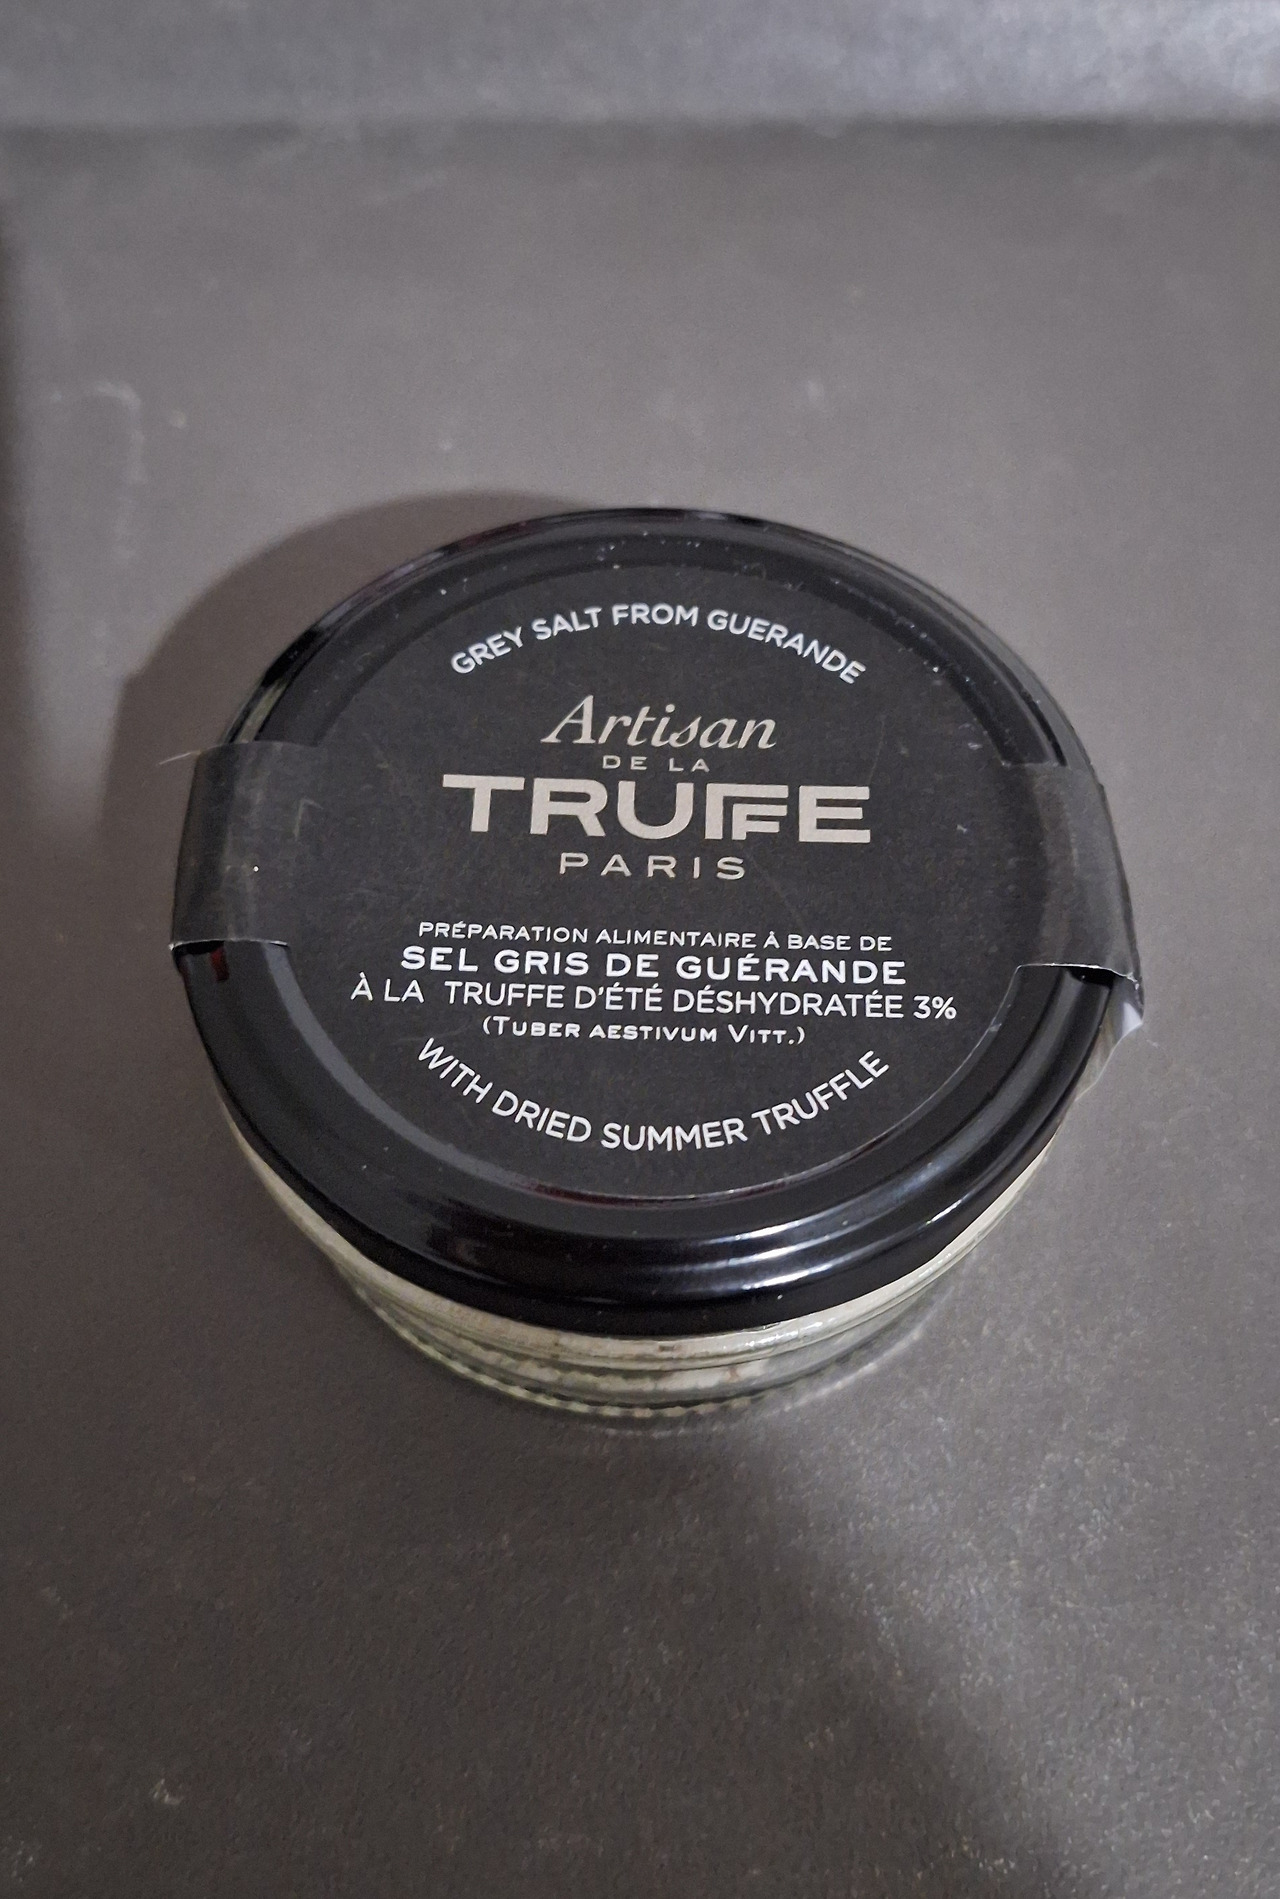 GREY SALT FROM GUERANDE
Artisan
DE LA
TRUFFE
PARIS
PRÉPARATION ALIMENTAIRE À BASE DE
SEL GRIS DE GUÉRANDE
À LA TRUFFE D'ÉTÉ DÉSHYDRATÉE 3%
(TUBER AESTIVUM VITT.)
WITH DRIED SUMMER TRUFFLE